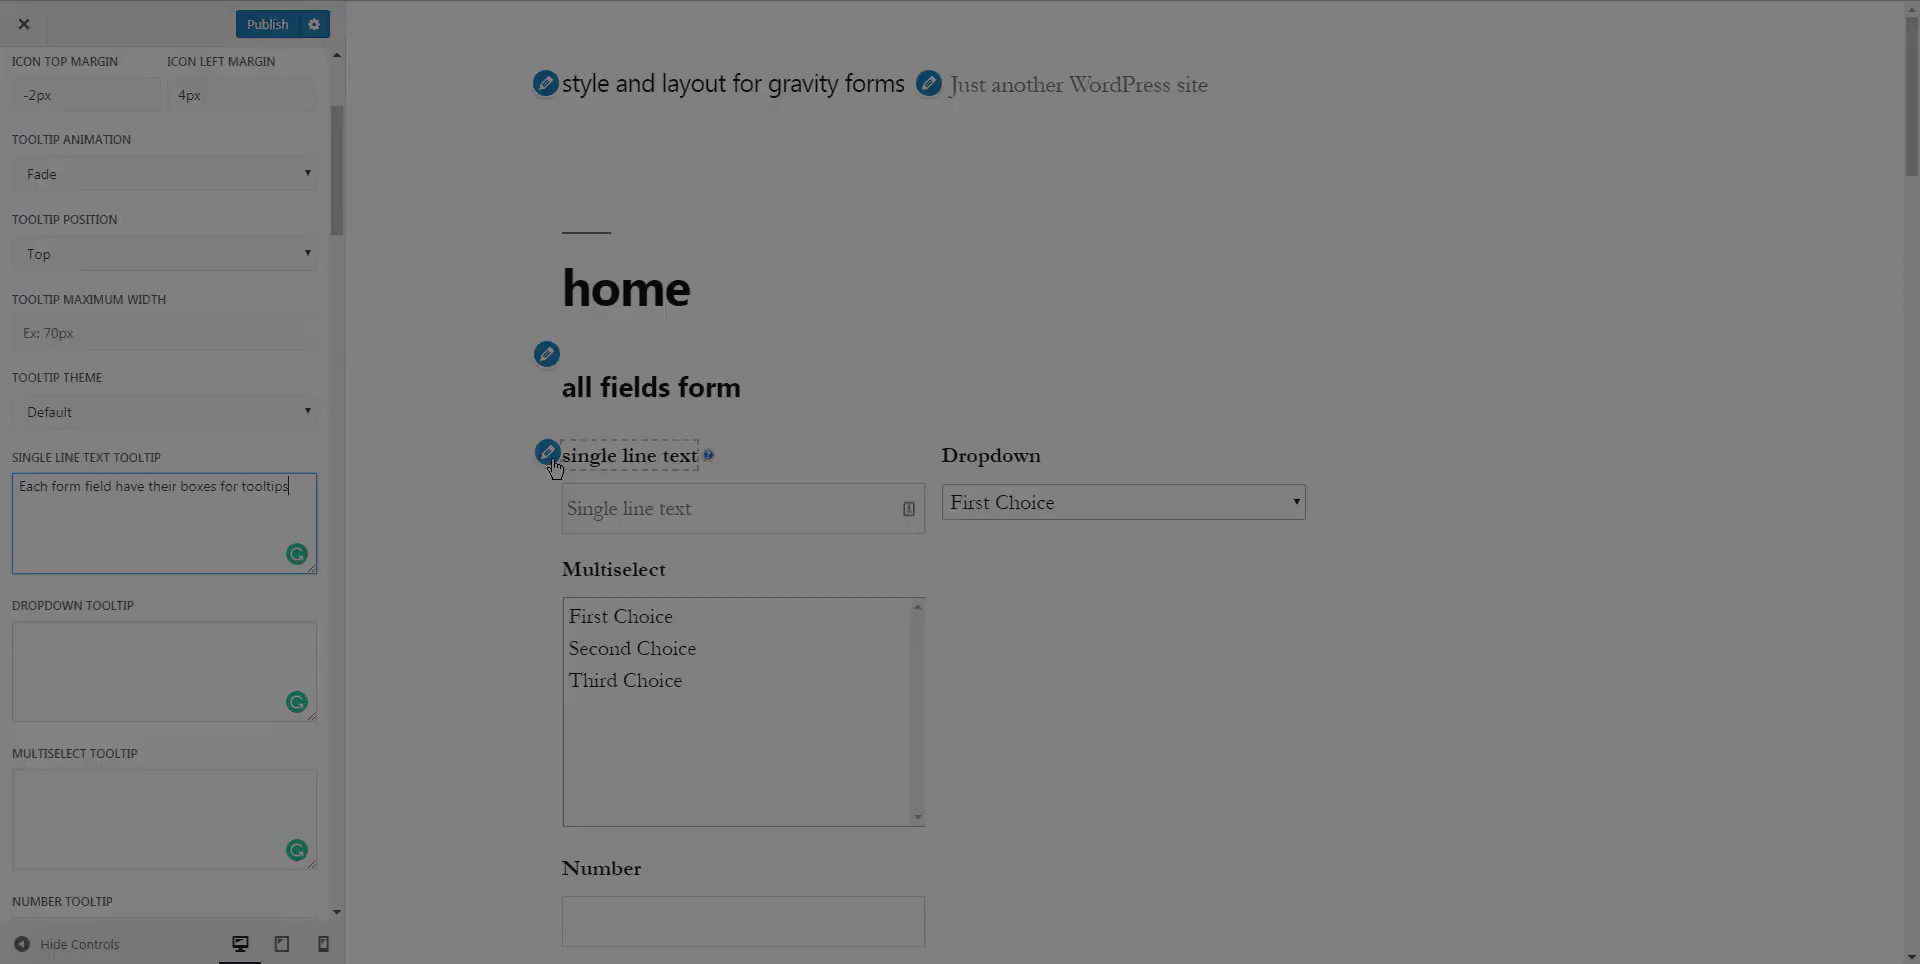 Publish
ICON TOP MARGIN ICON LEFT MARGIN
-2px 4px
TOOLTIP ANIMATION
Fade
TOOLTIP POSITION
Top
TOOLTIP MAXIMUM WIDTH
Ex: 70px
TOOLTIP THEME
Default
SINGLE LINE TEXT TOOLTIP
Each form field have their boxes for tooltips
DROPDOWN TOOLTIP
MULTISELECT TOOLTIP
NUMBER TOOLTIP
Hide Controls
style and layout for gravity forms Just another WordPress site
home
all fields form
single line text Dropdown
Single line text First Choice
Multiselect
First Choice
Second Choice
Third Choice
Number